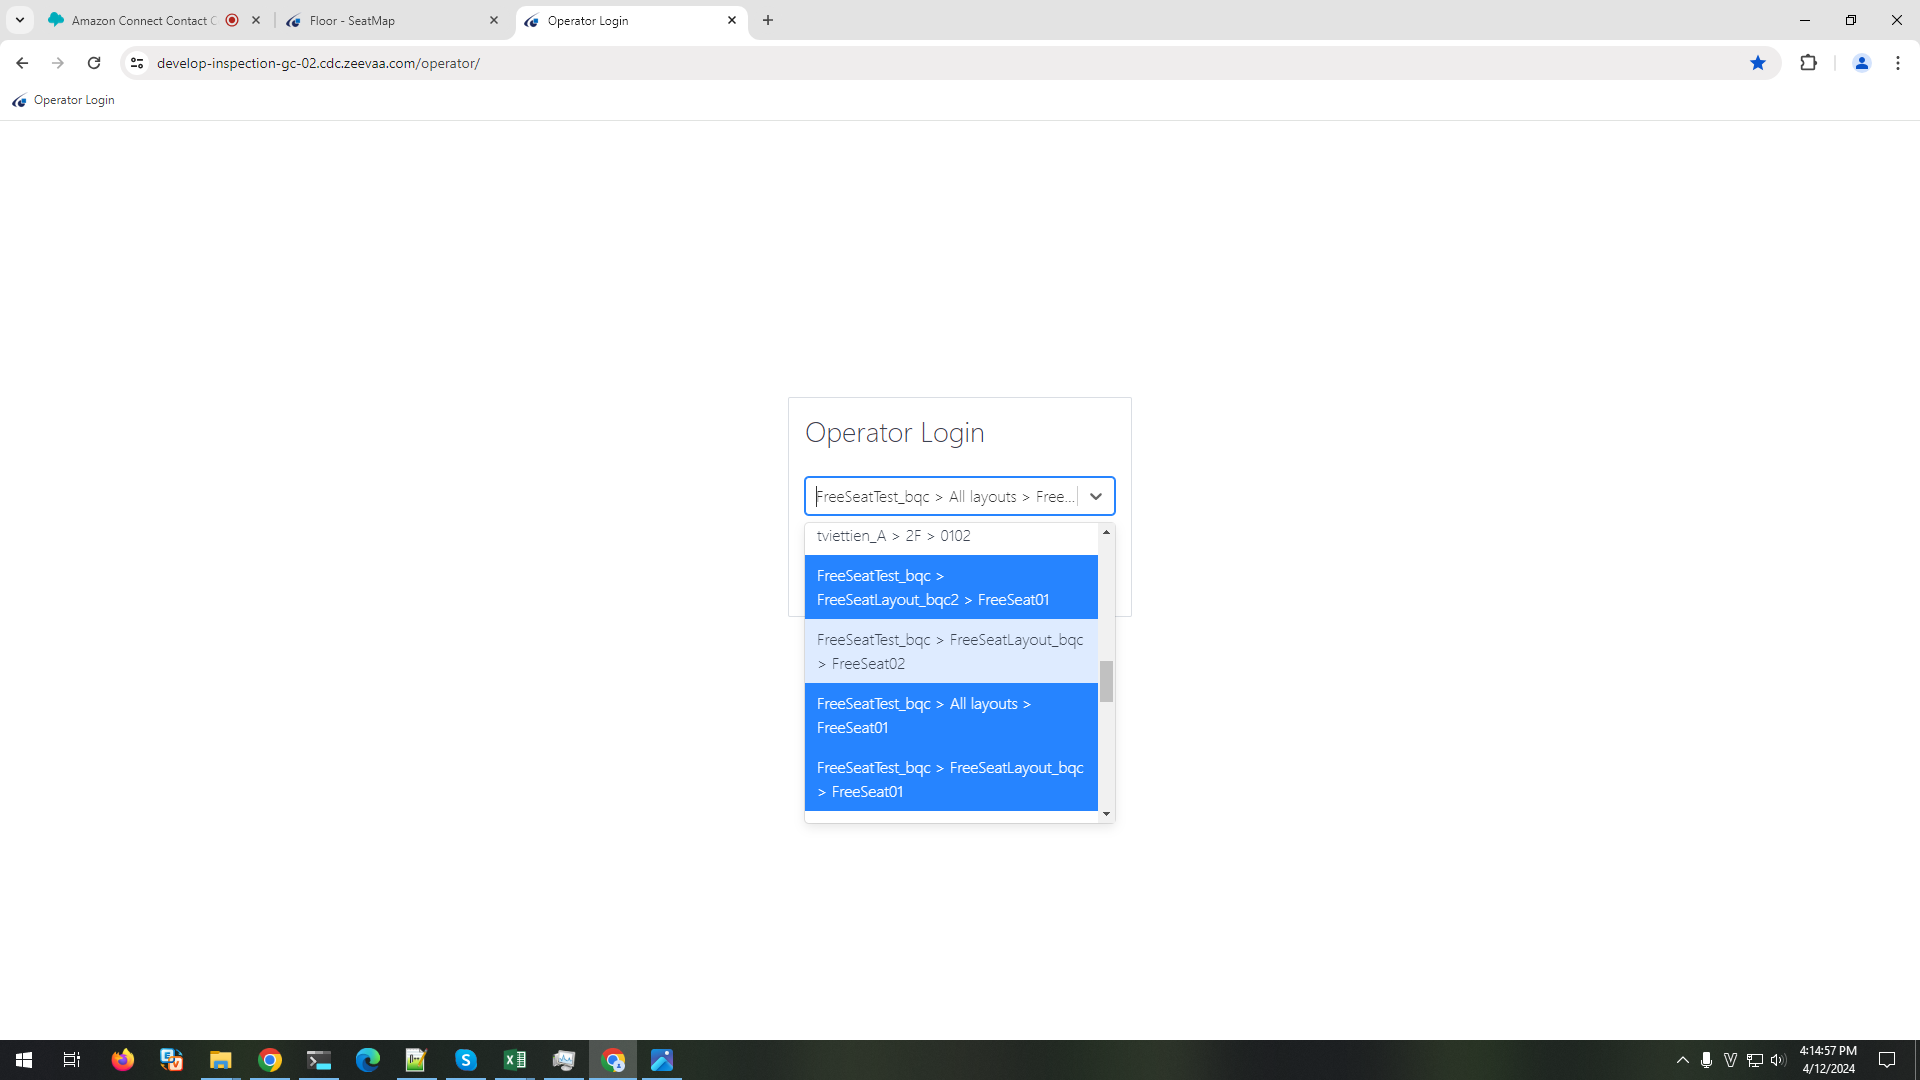 Amazon Connect Contact C
Floor - SeatMap
Operator Login
develop-inspection-gc-02.cdc.zeevaa.com/operator/
Operator Login
Operator Login
FreeSeatTest_bqc > All layouts > Free...
tviettien_A > 2F > 0102
FreeSeatTest_bqc >
FreeSeatLayout_bqc2 > FreeSeat01
FreeSeatTest_bqc > FreeSeatLayout_bqc
> FreeSeat02
FreeSeatTest_bqc > All layouts >
FreeSeat01
FreeSeatTest_bqc > FreeSeatLayout_bqc
> FreeSeat01
4:14:57 PM
4/12/2024